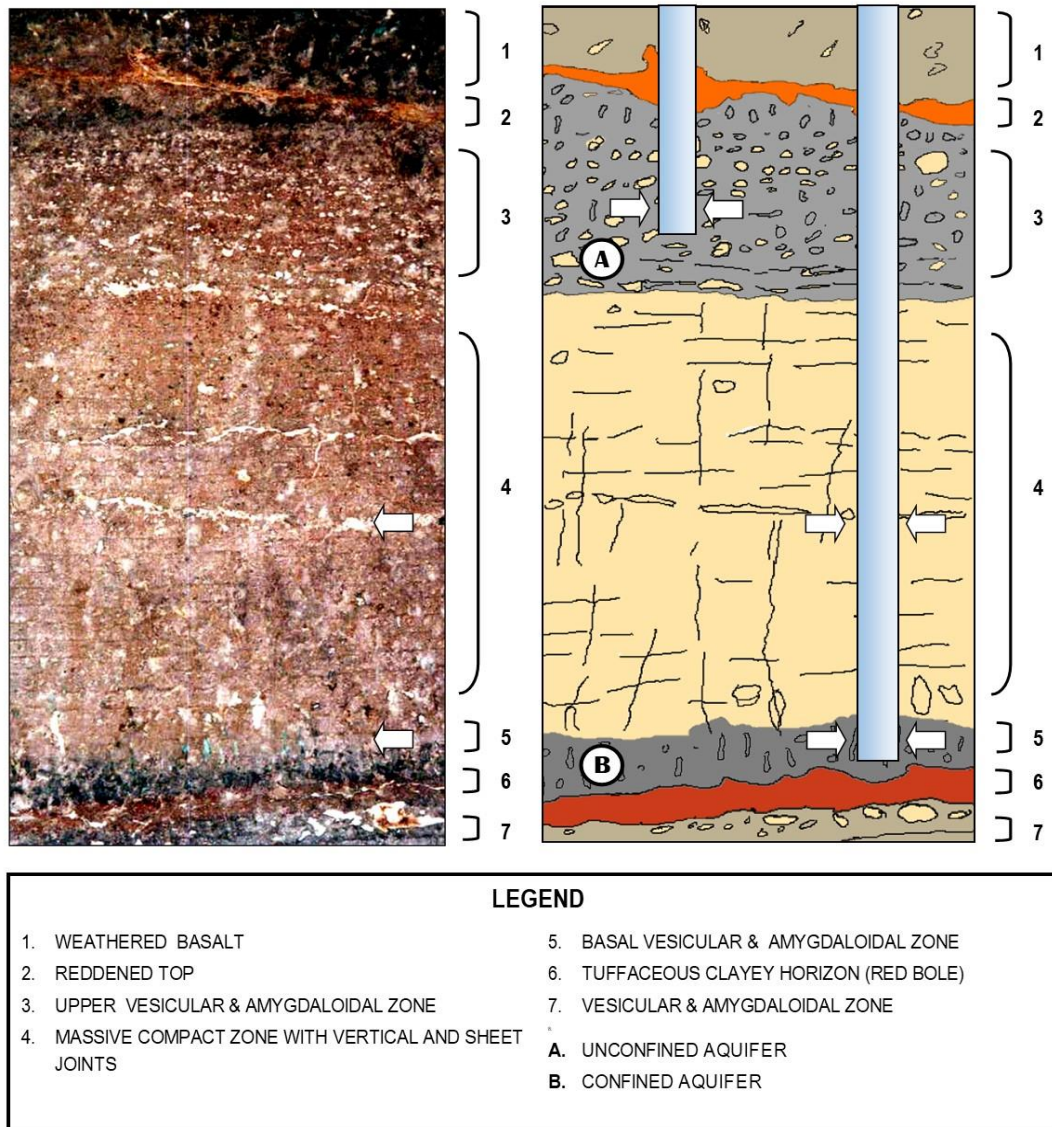 1
2
3
4
5
6
7
A
B
1
2
3
4
5
6
7
LEGEND
1. WEATHERED BASALT
2. REDDENED TOP
3. UPPER VESICULAR & AMYGDALOIDAL ZONE
4. MASSIVE COMPACT ZONE WITH VERTICAL AND SHEET
JOINTS
5. BASAL VESICULAR & AMYGDALOIDAL ZONE
6. TUFFACEOUS CLAYEY HORIZON (RED BOLE)
7. VESICULAR & AMYGDALOIDAL ZONE
A. UNCONFINED AQUIFER
B. CONFINED AQUIFER